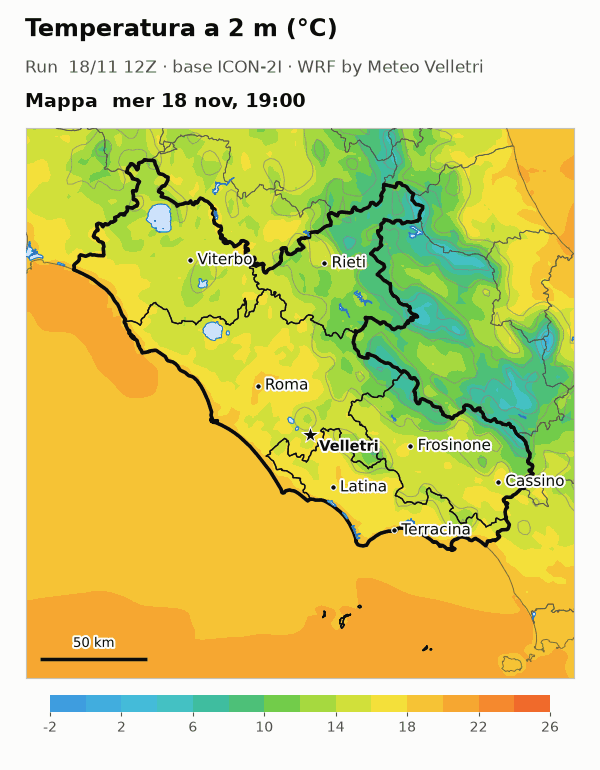 Temperatura a 2 m (°C)
Run  18/11 12Z · base ICON-2I · WRF by Meteo Velletri
Mappa  mer 18 nov, 19:00
Viterbo
Rieti
Roma
Velletri
Frosinone
Cassino
Latina
Terracina
50 km
-2 2 6 10 14 18 22 26